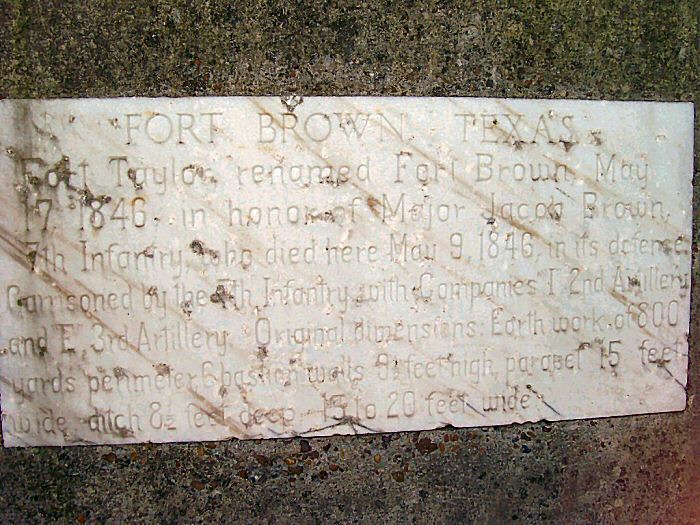 FORT BROWN TEXAS
Fort Taylor renamed Fort Brown May
17 1846, in honor of Major Jacob Brown,
7th Infantry, who died here May 9, 1846, in its defense.
Garrisoned by the 7th Infantry with Companies I, 2nd Artillery
and E, 3rd Artillery. Original dimensions: Earth work of 800
yards perimeter, 6 bastion walls feet high, parapet 15 feet
wide ditch 8½ feet deep 15 to 20 feet wide